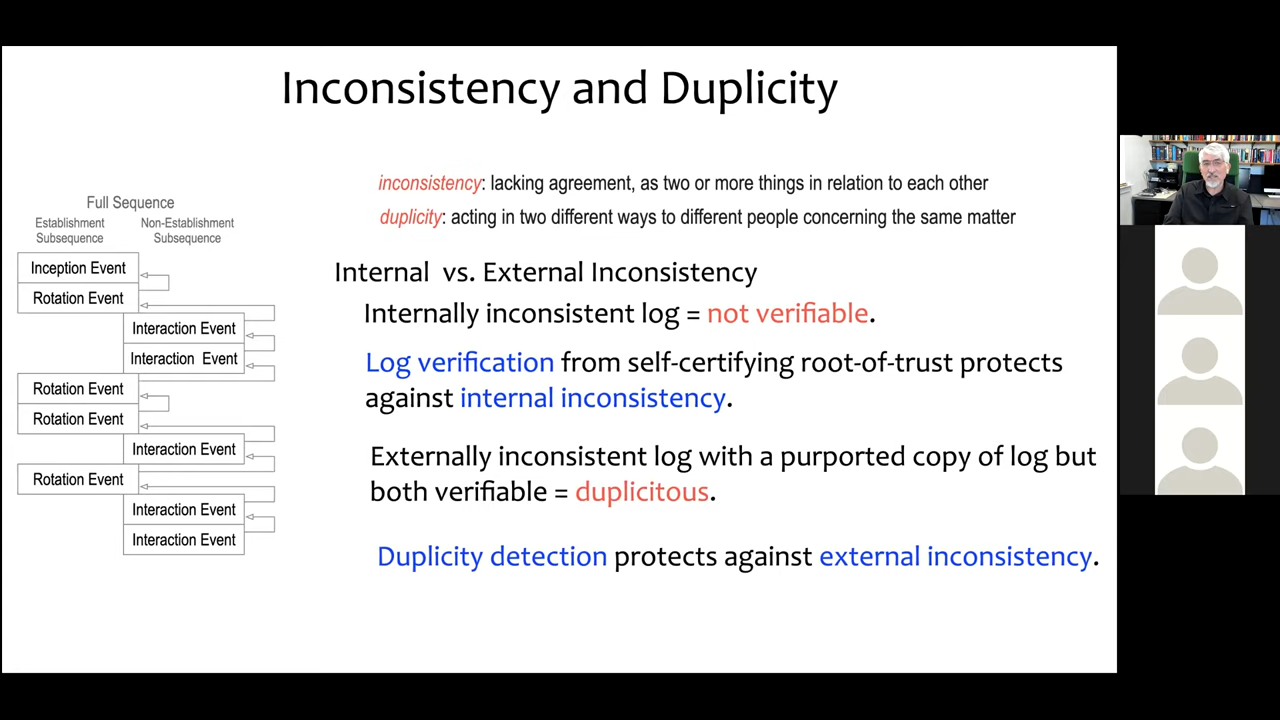 Inconsistency and Duplicity
inconsistency: lacking agreement, as two or more things in relation to each other
duplicity: acting in two different ways to different people concerning the same matter
Full Sequence
Establishment Subsequence
Non-Establishment Subsequence
Inception Event
Rotation Event
Interaction Event
Interaction Event
Rotation Event
Rotation Event
Interaction Event
Rotation Event
Interaction Event
Interaction Event
Internal vs. External Inconsistency
Internally inconsistent log = not verifiable.
Log verification from self-certifying root-of-trust protects
against internal inconsistency.
Externally inconsistent log with a purported copy of log but
both verifiable = duplicitous.
Duplicity detection protects against external inconsistency.